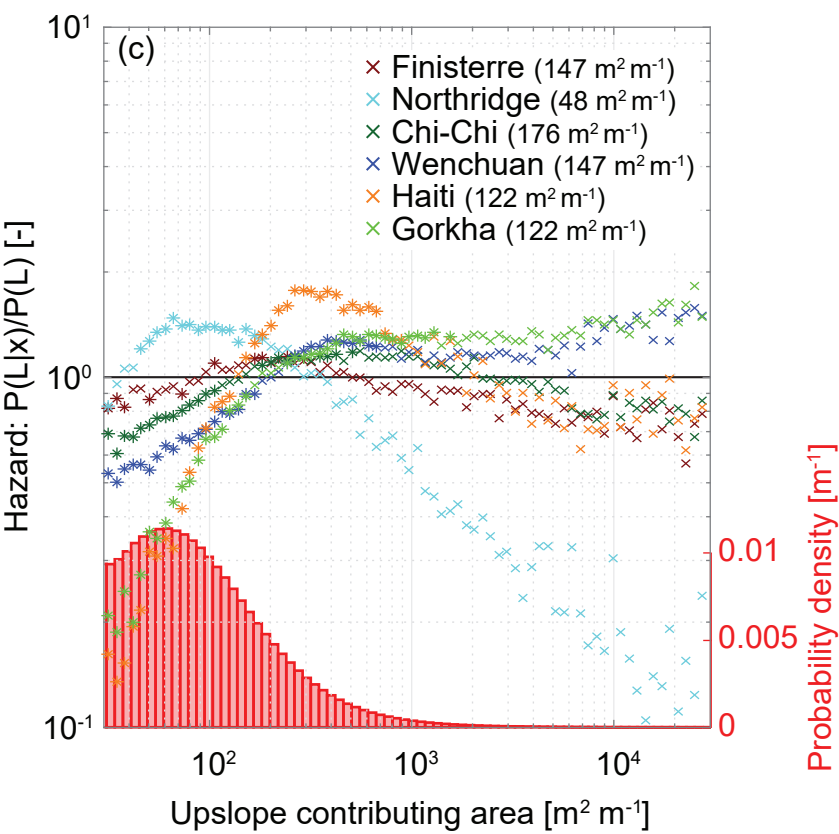 (c)
Finisterre (147 m² m⁻¹)
Northridge (48 m² m⁻¹)
Chi-Chi (176 m² m⁻¹)
Wenchuan (147 m² m⁻¹)
Haiti (122 m² m⁻¹)
Gorkha (122 m² m⁻¹)
Hazard: P(L|x)/P(L) [-]
10¹
10⁰
10⁻¹
Probability density [m⁻¹]
0.01
0.005
0
10²
10³
10⁴
Upslope contributing area [m² m⁻¹]